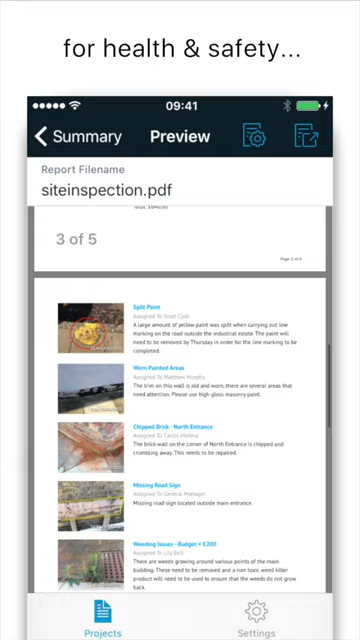 for health & safety...
09:41
Summary
Preview
Report Filename
siteinspection.pdf
3 of 5
Page 2 of 5
Spilt Paint
Assigned To Scott Cook
A large amount of yellow paint was spilt when carrying out line
marking on the road outside the industrial estate. The paint will
need to be removed by Thursday in order for the line marking to be
completed.
Worn Painted Areas
Assigned To Matthew Murphy
The trim on this wall is old and worn, there are several areas that
need attention. Please use high gloss masonry paint.
Chipped Brick - North Entrance
Assigned To Carlos Medina
The brick wall on the corner of North Entrance is chipped and
crumbling away. This needs to be repaired.
Missing Road Sign
Assigned To General Manager
Missing road sign located outside main entrance.
Weeding Issues - Budget = £200
Assigned To Lily Ball
There are weeds growing around various points of the main
building. These need to be removed and a non toxic weed killer
product will need to be used to ensure that the weeds do not grow
back.
Projects
Settings